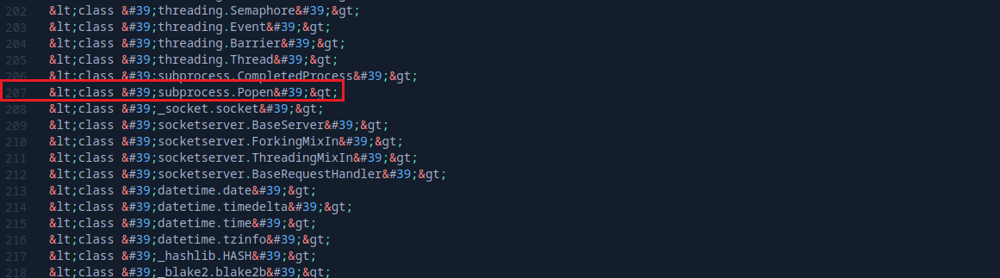 202 &lt;class &#39;threading.Semaphore&#39;&gt;
203 &lt;class &#39;threading.Event&#39;&gt;
204 &lt;class &#39;threading.Barrier&#39;&gt;
205 &lt;class &#39;threading.Thread&#39;&gt;
206 &lt;class &#39;subprocess.CompletedProcess&#39;&gt;
207 &lt;class &#39;subprocess.Popen&#39;&gt;
208 &lt;class &#39;_socket.socket&#39;&gt;
209 &lt;class &#39;socketserver.BaseServer&#39;&gt;
210 &lt;class &#39;socketserver.ForkingMixIn&#39;&gt;
211 &lt;class &#39;socketserver.ThreadingMixIn&#39;&gt;
212 &lt;class &#39;socketserver.BaseRequestHandler&#39;&gt;
213 &lt;class &#39;datetime.date&#39;&gt;
214 &lt;class &#39;datetime.timedelta&#39;&gt;
215 &lt;class &#39;datetime.time&#39;&gt;
216 &lt;class &#39;datetime.tzinfo&#39;&gt;
217 &lt;class &#39;_hashlib.HASH&#39;&gt;
218 &lt;class &#39;_blake2.blake2b&#39;&gt;